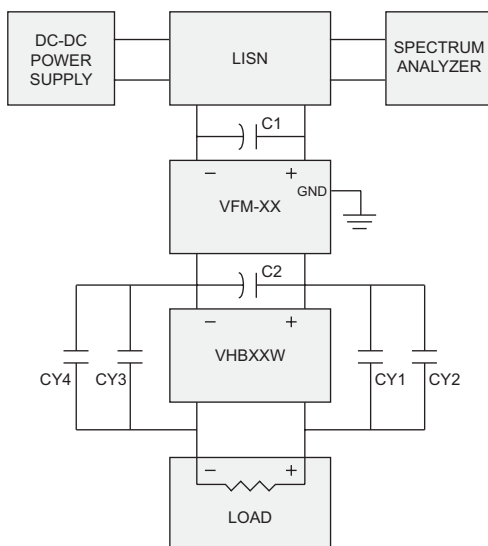 DC-DC
POWER
SUPPLY
LISN
SPECTRUM
ANALYZER
C1
– +
GND
VFM-XX
C2
– +
VHBXXW
CY4 CY3 CY1 CY2
– +
LOAD